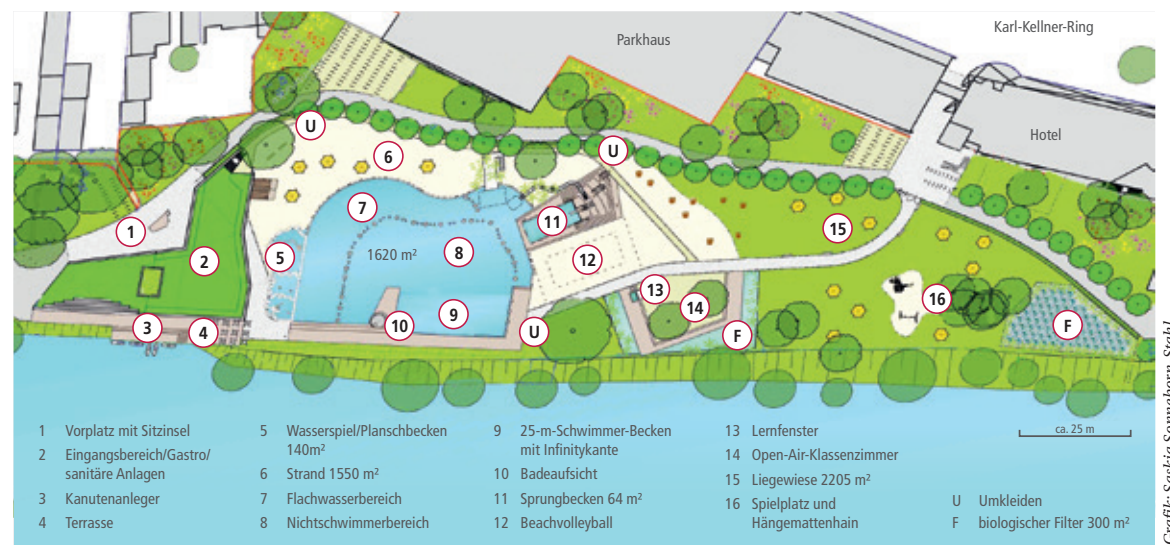 Parkhaus
Karl-Kellner-Ring
Hotel
U
6
U
1
7
11
15
2
5
1620 m²
8
12
13
16
14
3
4
10
9
U
F
F
1 Vorplatz mit Sitzinsel
2 Eingangsbereich/Gastro/
sanitäre Anlagen
3 Kanutenanleger
4 Terrasse
5 Wasserspiel/Planschbecken
140m²
6 Strand 1550 m²
7 Flachwasserbereich
8 Nichtschwimmerbereich
9 25-m-Schwimmer-Becken
mit Infinitykante
10 Badeaufsicht
11 Sprungbecken 64 m²
12 Beachvolleyball
13 Lernfenster
14 Open-Air-Klassenzimmer
15 Liegewiese 2205 m²
16 Spielplatz und
Hängemattenhain
ca. 25 m
U Umkleiden
F biologischer Filter 300 m²
Grafik: Saskia Sonneborn-Stahl